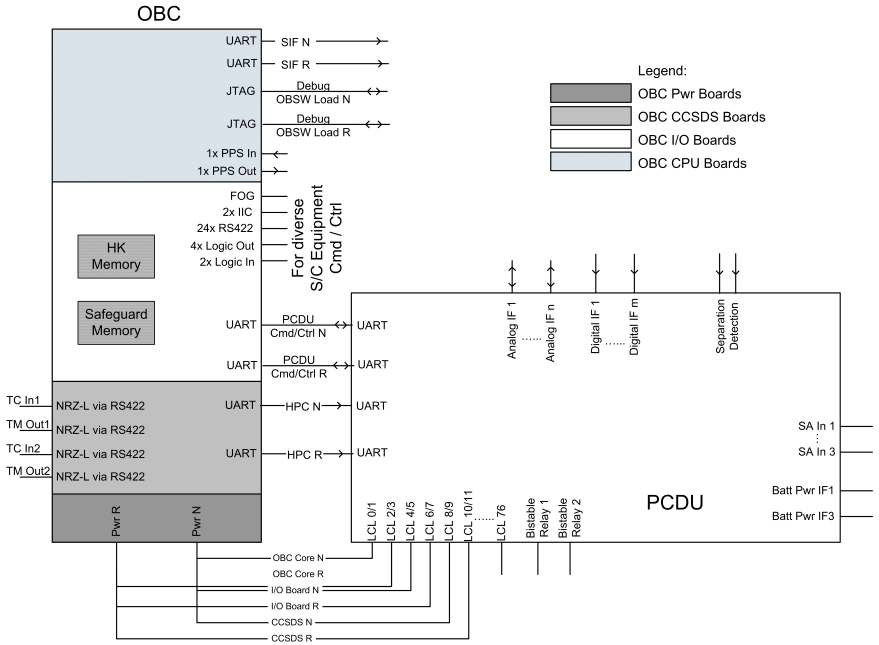 OBC
UART
SIF N
UART
SIF R
JTAG
Debug
OBSW Load N
JTAG
Debug
OBSW Load R
1x PPS In
1x PPS Out
Legend:
OBC Pwr Boards
OBC CCSDS Boards
OBC I/O Boards
OBC CPU Boards
FOG
2x IIC
24x RS422
4x Logic Out
2x Logic In
For diverse
S/C Equipment
Cmd / Ctrl
HK
Memory
Safeguard
Memory
UART
PCDU
Cmd/Ctrl N
UART
UART
PCDU
Cmd/Ctrl R
UART
Analog IF 1
......
Analog IF n
Digital IF 1
......
Digital IF m
Separation
Detection
TC In1
NRZ-L via RS422
UART
HPC N
UART
TM Out1
NRZ-L via RS422
TC In2
NRZ-L via RS422
UART
HPC R
UART
TM Out2
NRZ-L via RS422
SA In 1
...
SA In 3
Batt Pwr IF1
Batt Pwr IF3
PCDU
Pwr R
Pwr N
LCL 0/1
LCL 2/3
LCL 4/5
LCL 6/7
LCL 8/9
LCL 10/11
......
LCL 76
Bistable
Relay 1
Bistable
Relay 2
OBC Core N
OBC Core R
I/O Board N
I/O Board R
CCSDS N
CCSDS R